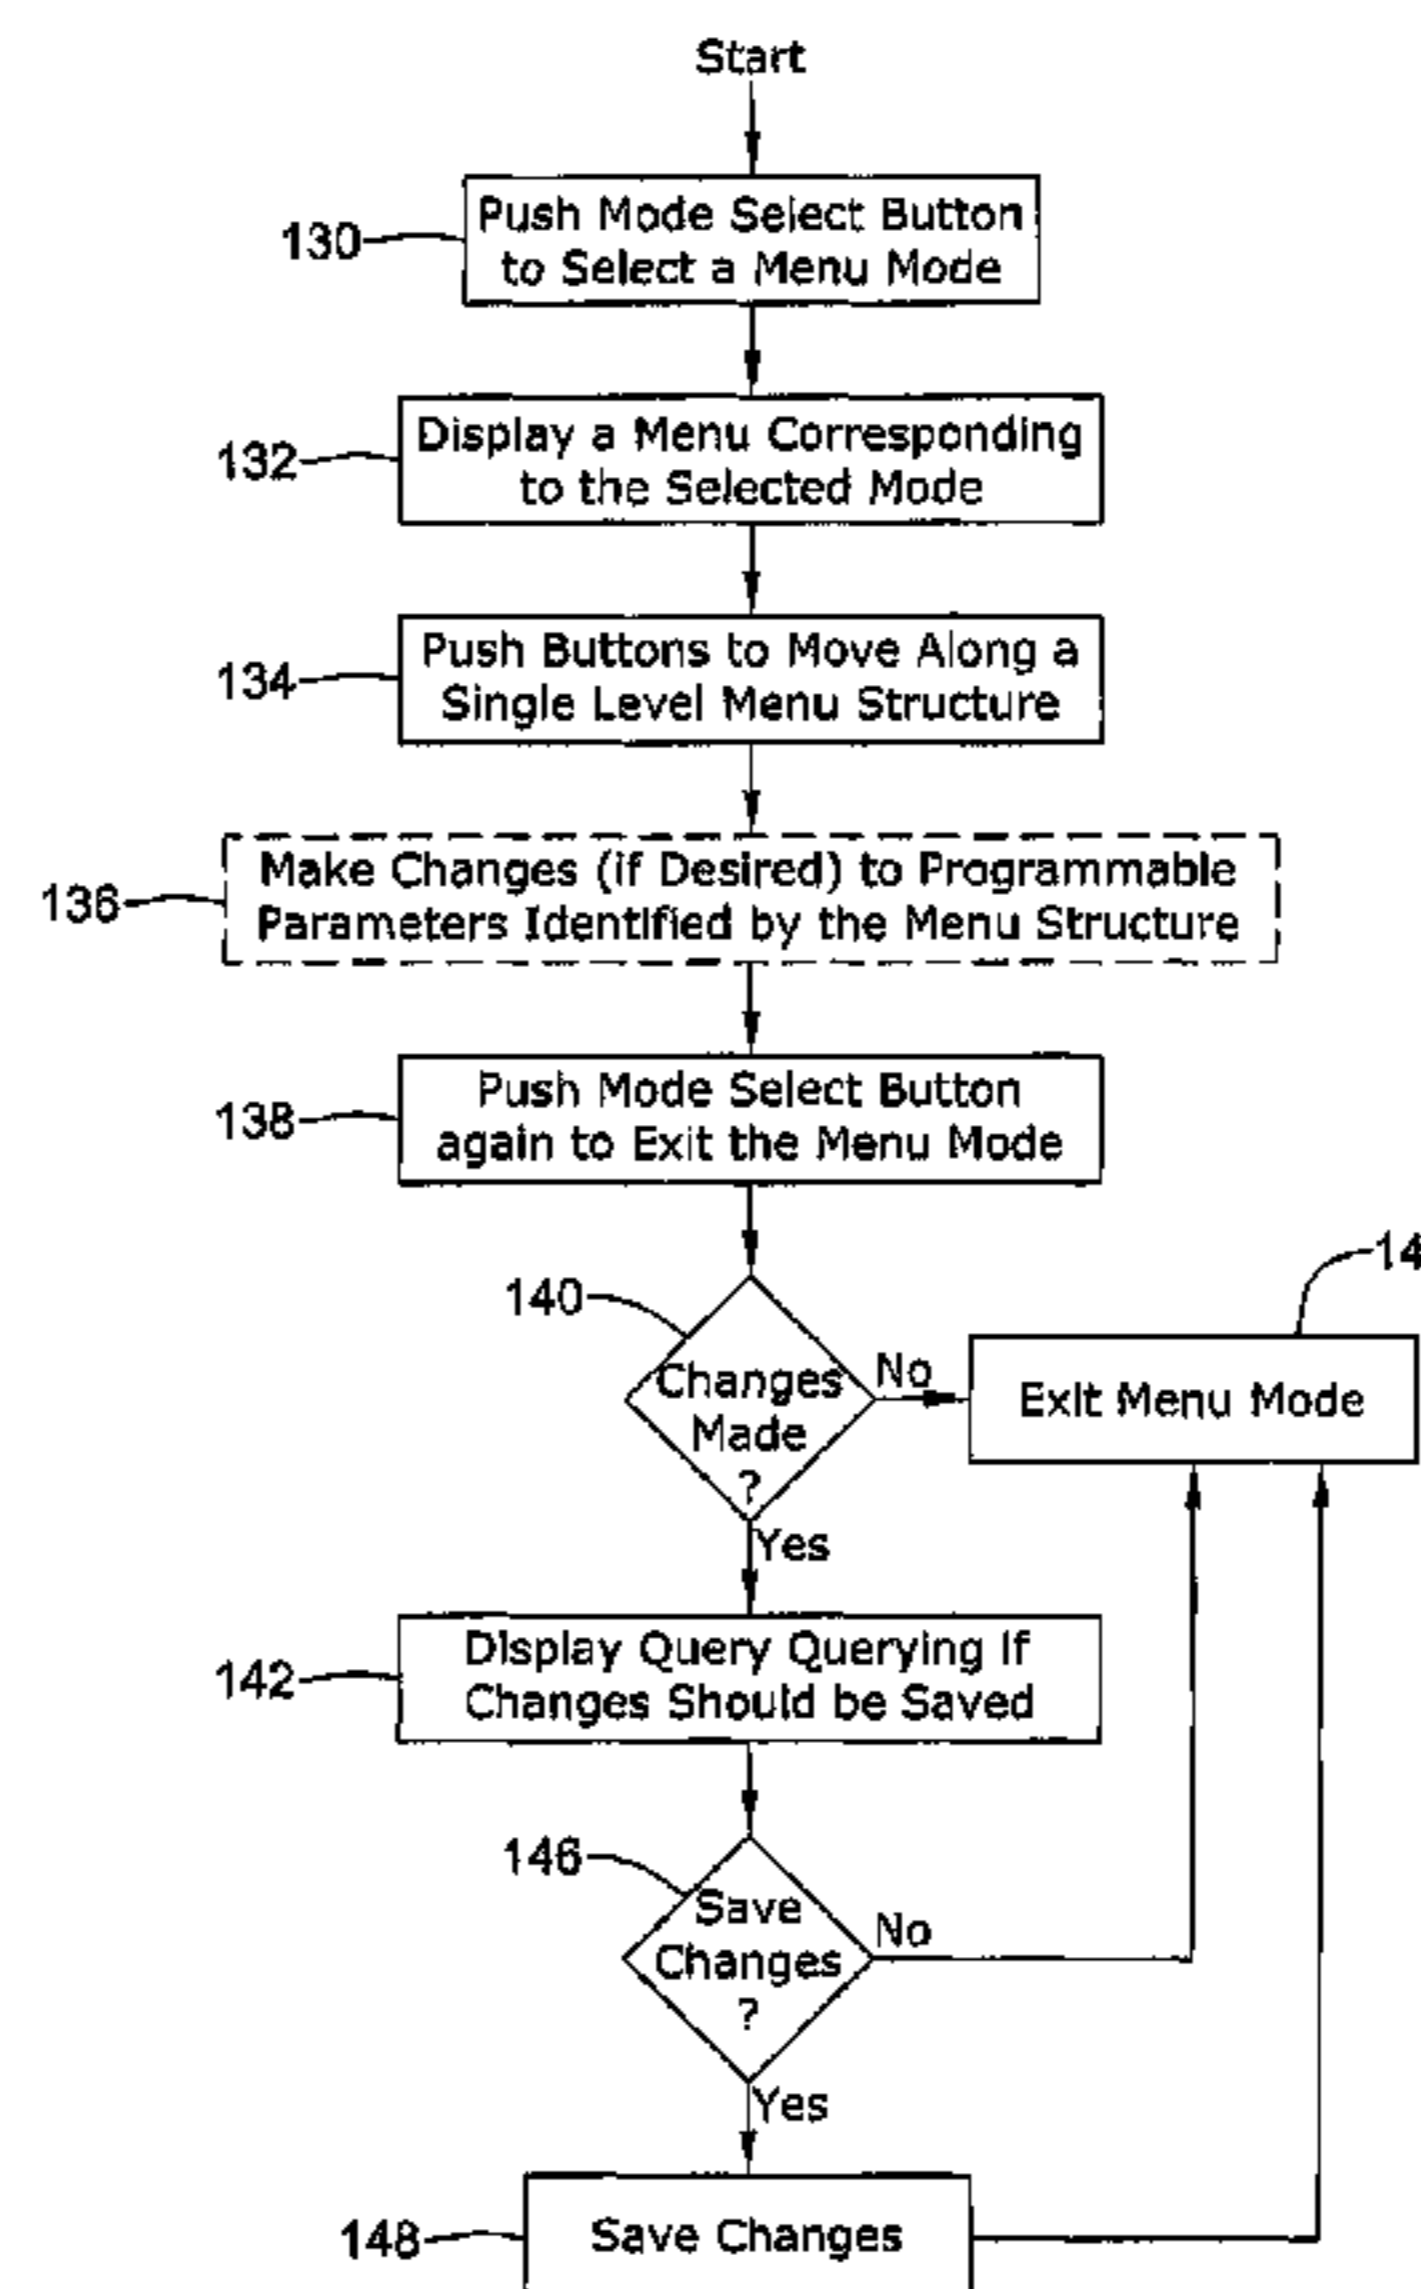 Start
130
Push Mode Select Button
to Select a Menu Mode
132
Display a Menu Corresponding
to the Selected Mode
134
Push Buttons to Move Along a
Single Level Menu Structure
136
Make Changes (if Desired) to Programmable
Parameters Identified by the Menu Structure
138
Push Mode Select Button
again to Exit the Menu Mode
140
Changes
Made
?
No
14
Exit Menu Mode
Yes
142
Display Query Querying if
Changes Should be Saved
146
Save
Changes
?
No
Yes
148
Save Changes